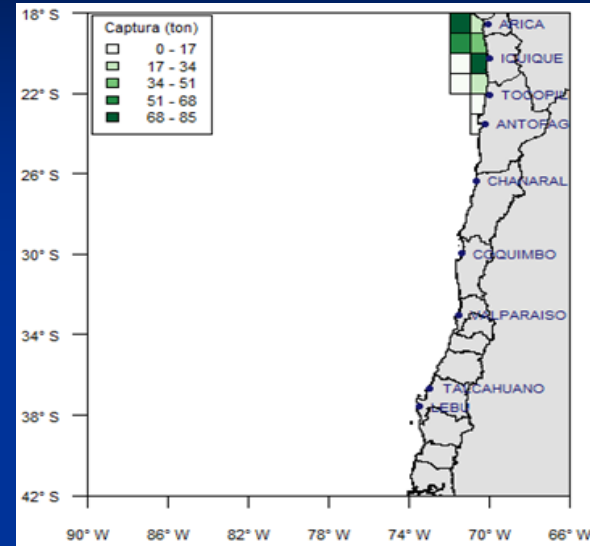 18° S
22° S
26° S
30° S
34° S
38° S
42° S
Captura (ton)
0 - 17
17 - 34
34 - 51
51 - 68
68 - 85
ARICA
IQUIQUE
TOCOPIL
ANTOFAG
CHANARAL
COQUIMBO
VALPARAISO
TALCAHUANO
LEBU
90° W 86° W 82° W 78° W 74° W 70° W 66° W